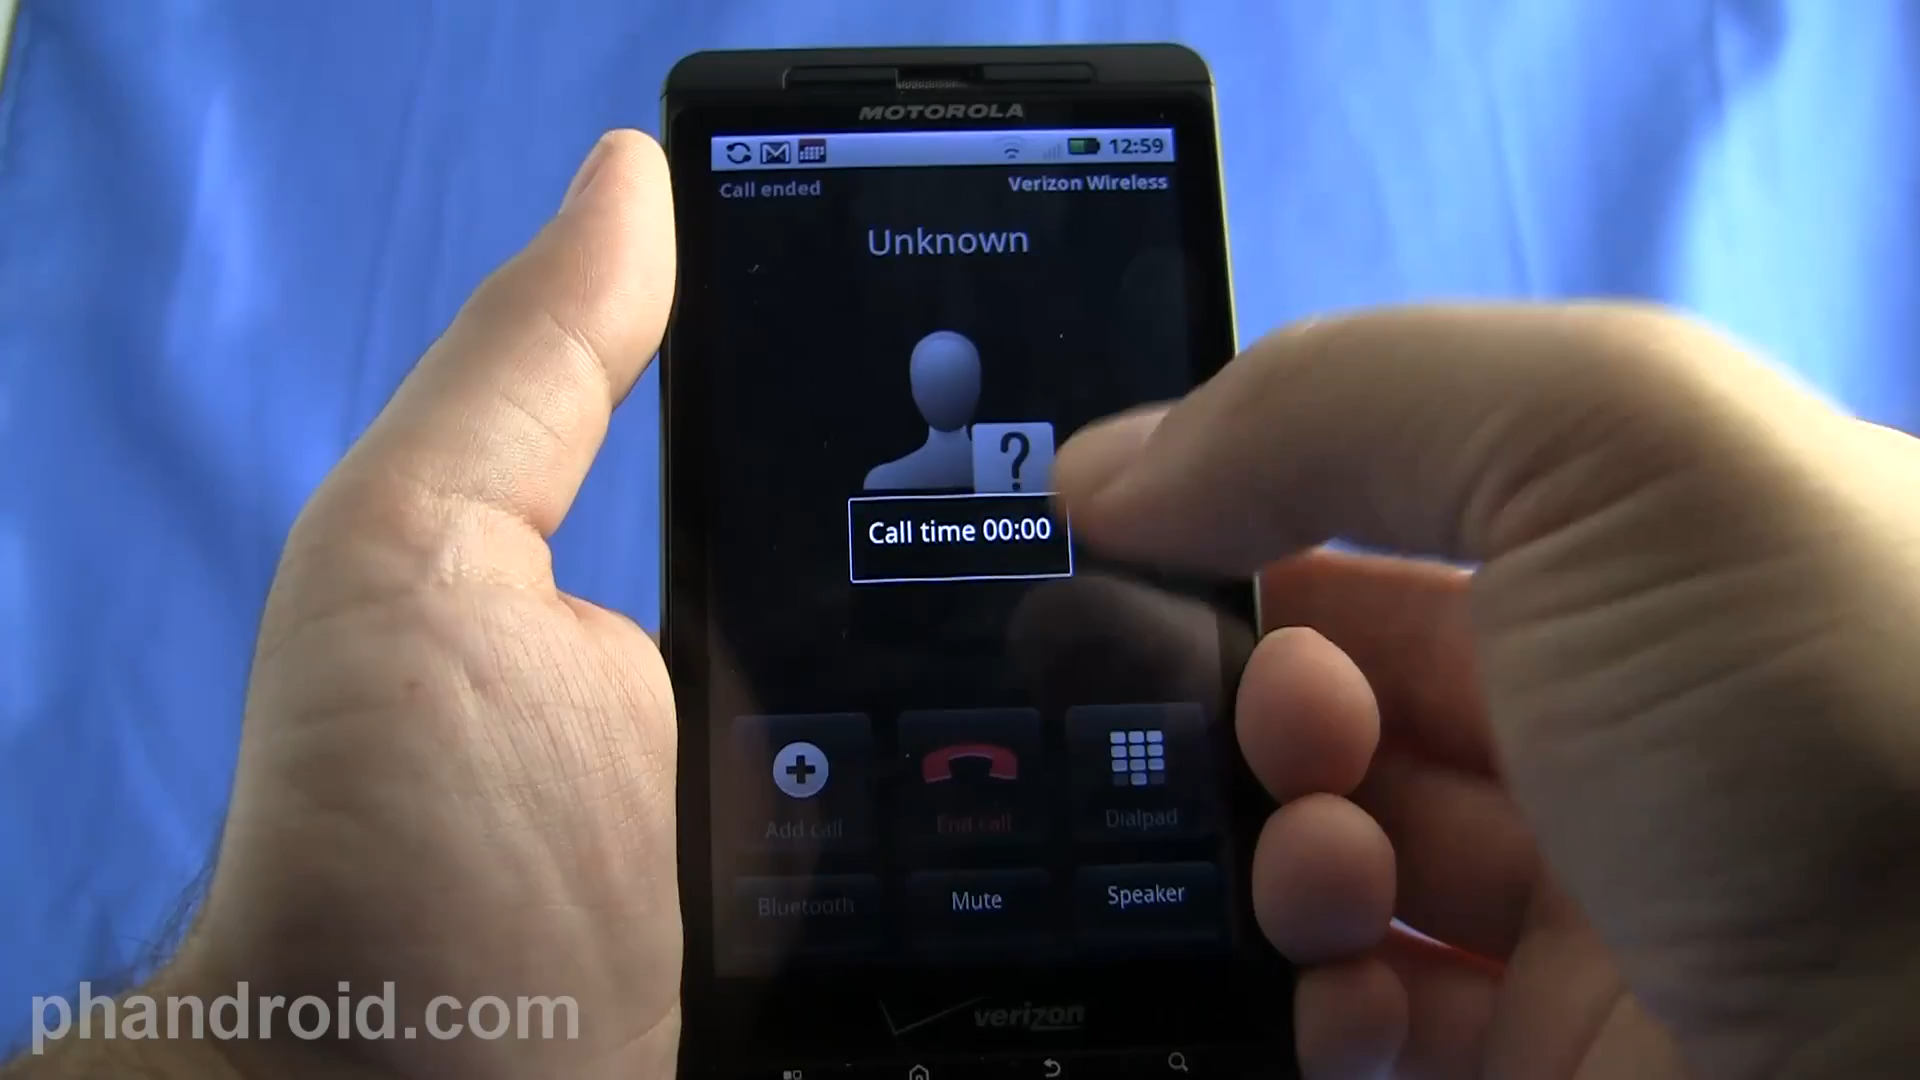 MOTOROLA
12:59
Call ended
Verizon Wireless
Unknown
?
Call time 00:00
Add call
End call
Dialpad
Bluetooth
Mute
Speaker
verizon
phandroid.com